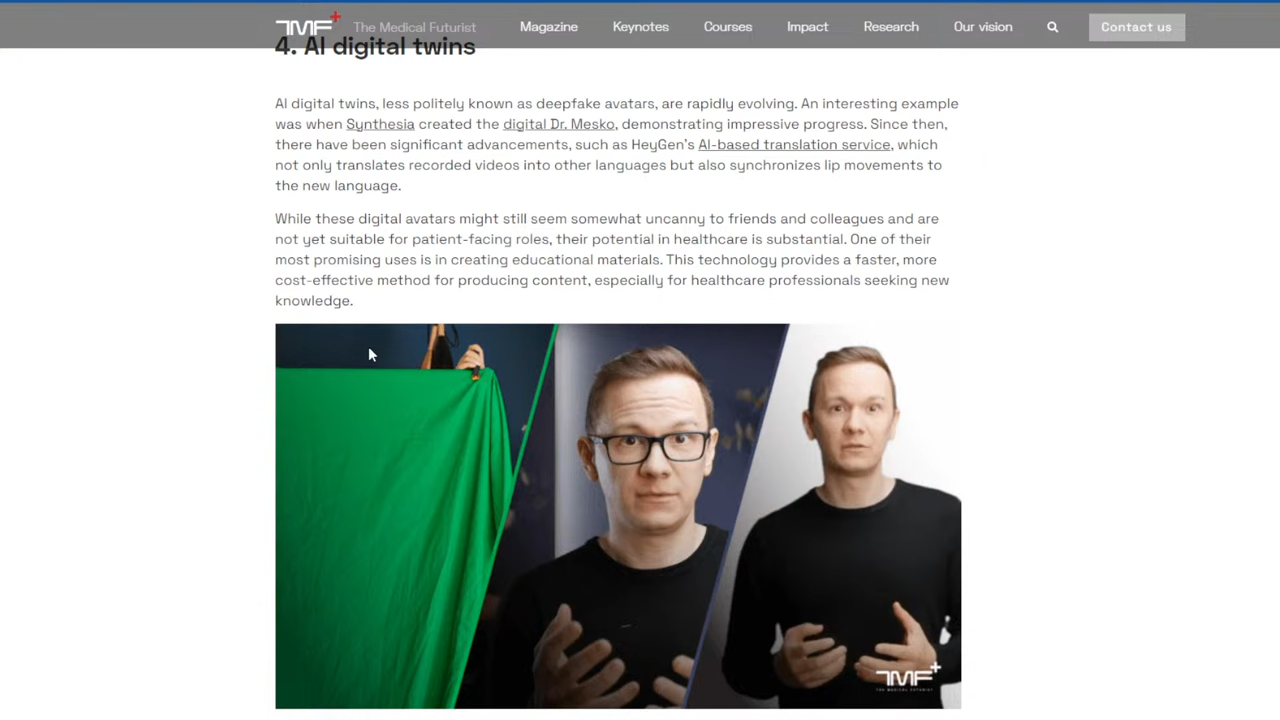 TMF+ The Medical Futurist Magazine Keynotes Courses Impact Research Our vision Contact us
4. AI digital twins
AI digital twins, less politely known as deepfake avatars, are rapidly evolving. An interesting example
was when Synthesia created the digital Dr. Mesko, demonstrating impressive progress. Since then,
there have been significant advancements, such as HeyGen's AI-based translation service, which
not only translates recorded videos into other languages but also synchronizes lip movements to
the new language.
While these digital avatars might still seem somewhat uncanny to friends and colleagues and are
not yet suitable for patient-facing roles, their potential in healthcare is substantial. One of their
most promising uses is in creating educational materials. This technology provides a faster, more
cost-effective method for producing content, especially for healthcare professionals seeking new
knowledge.
TMF+
THE MEDICAL FUTURIST